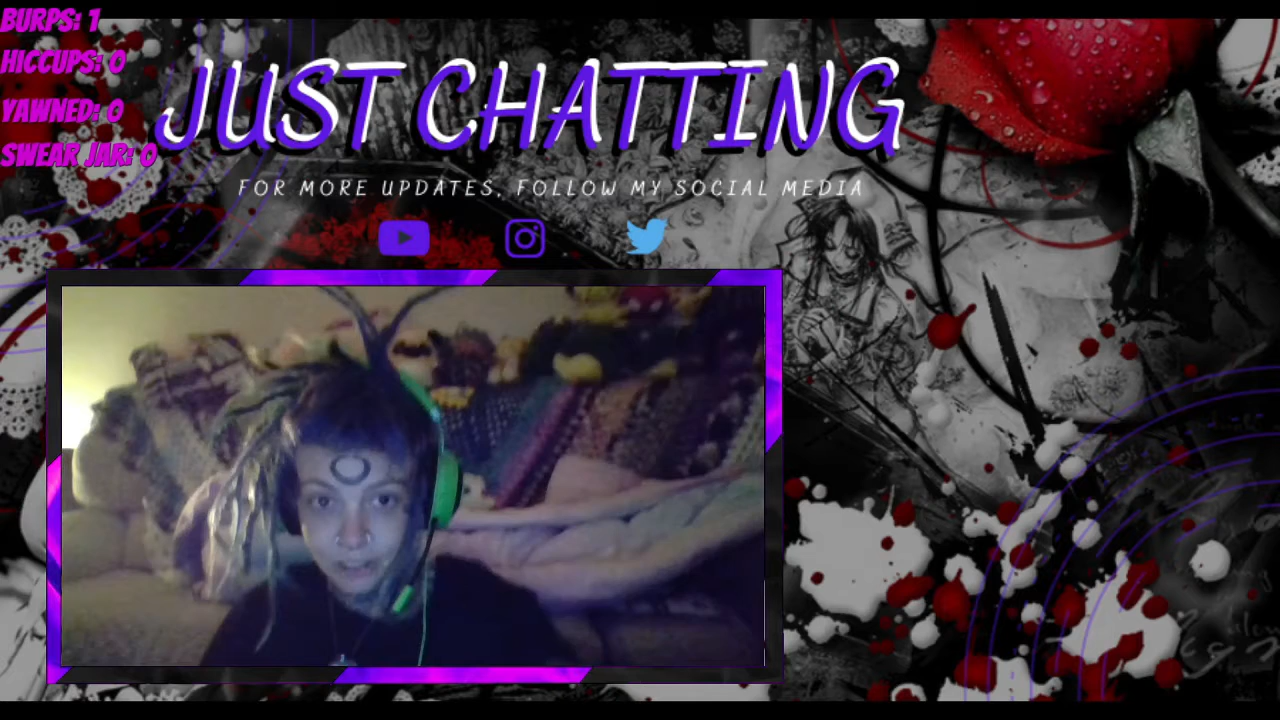 BURPS: 1
HICCUPS: 0
YAWNED: 0
SWEAR JAR: 0
JUST CHATTING
FOR MORE UPDATES, FOLLOW MY SOCIAL MEDIA